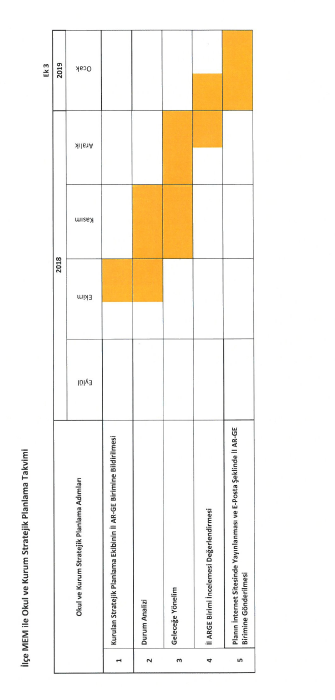 Ek 3
İlçe MEM ile Okul ve Kurum Stratejik Planlama Takvimi
Okul ve Kurum Stratejik Planlama Adımları
2018
2019
Eylül
Ekim
Kasım
Aralık
Ocak
1
Kurulan Stratejik Planlama Ekibinin İl AR-GE Birimine Bildirilmesi
2
Durum Analizi
3
Geleceğe Yönelim
4
İl ARGE Birimi İncelemesi Değerlendirmesi
5
Planın İnternet Sitesinde Yayınlanması ve E-Posta Şeklinde İl AR-GE
Birimine Gönderilmesi